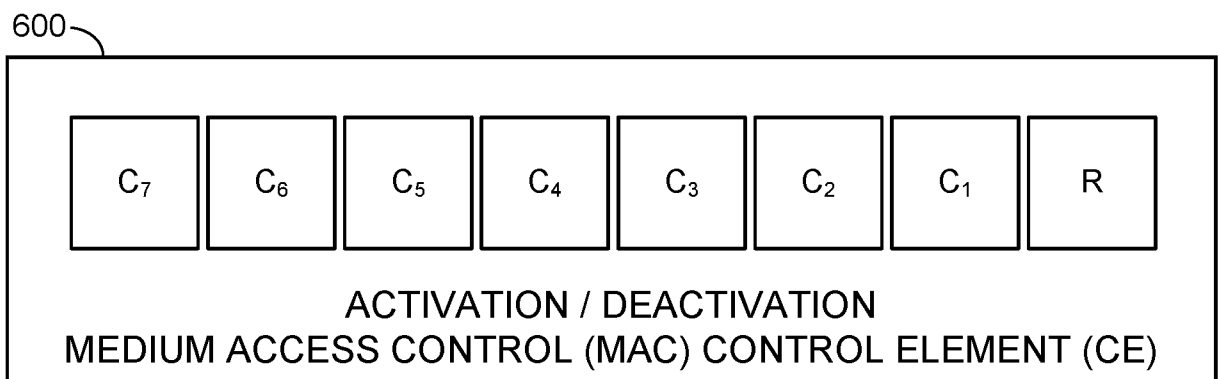 600
C₇ C₆ C₅ C₄ C₃ C₂ C₁ R
ACTIVATION / DEACTIVATION
MEDIUM ACCESS CONTROL (MAC) CONTROL ELEMENT (CE)